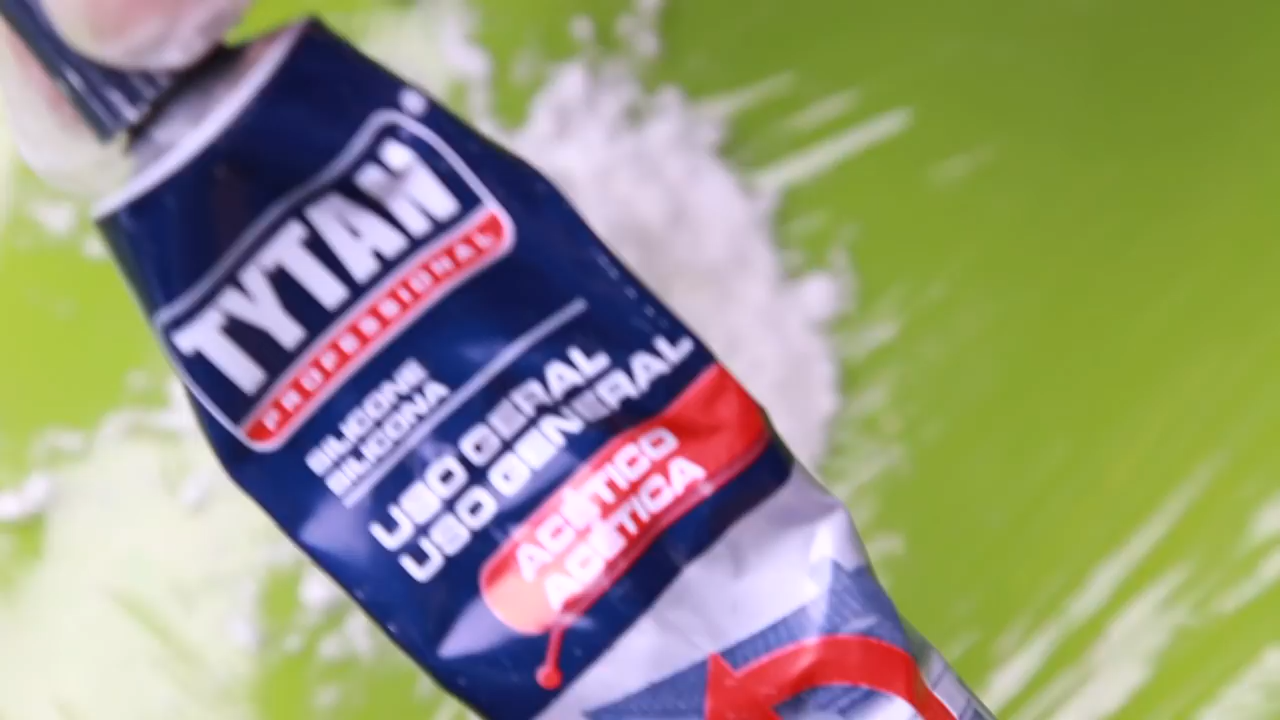 TYTAN
PROFESSIONAL
SILICONE
SILICONA
USO GERAL
USO GENERAL
ACÉTICO
ACÉTICA